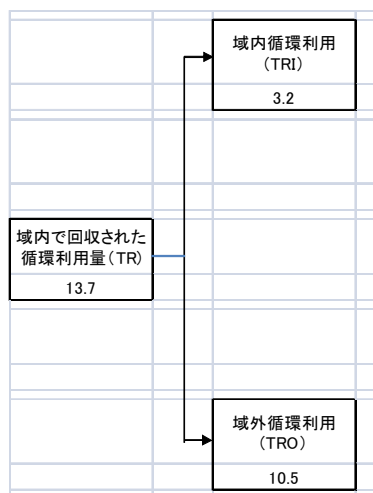 域内循環利用
（TRI）
3.2
域内で回収された
循環利用量（TR）
13.7
域外循環利用
（TRO）
10.5